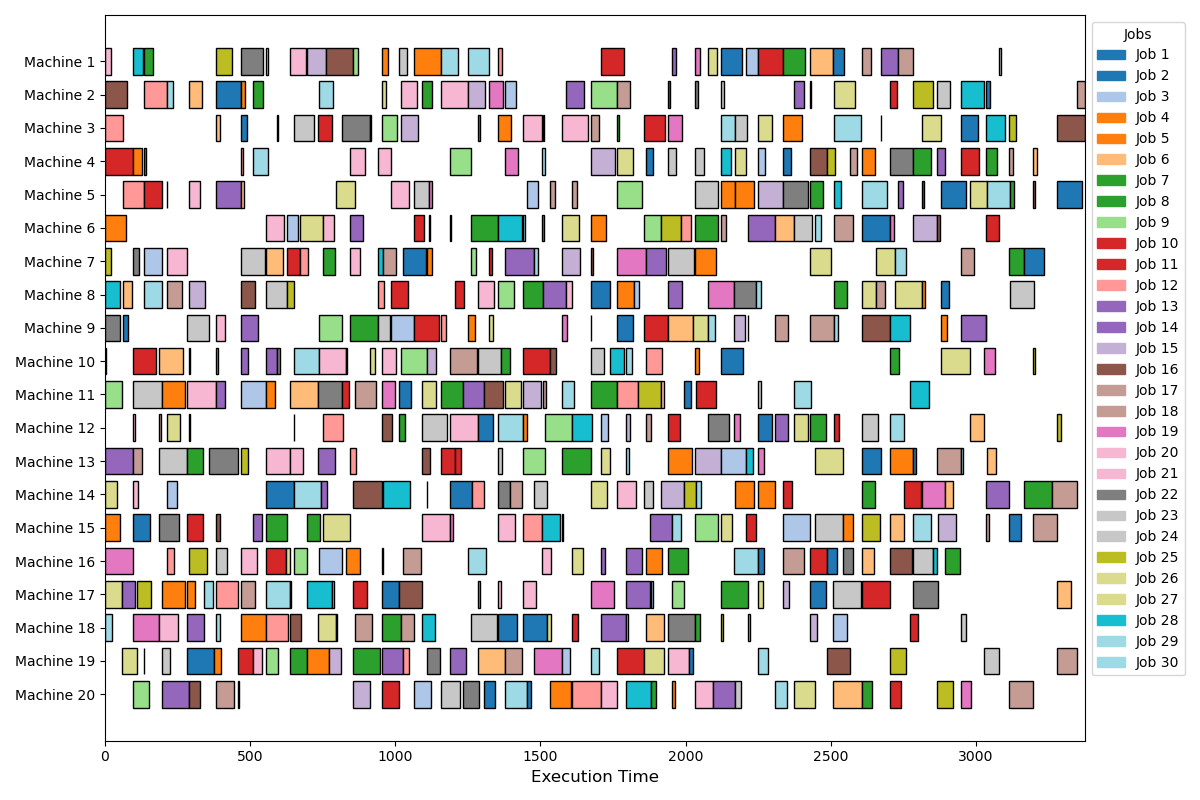 Machine 1
Machine 2
Machine 3
Machine 4
Machine 5
Machine 6
Machine 7
Machine 8
Machine 9
Machine 10
Machine 11
Machine 12
Machine 13
Machine 14
Machine 15
Machine 16
Machine 17
Machine 18
Machine 19
Machine 20
0 500 1000 1500 2000 2500 3000
Execution Time
Jobs
Job 1
Job 2
Job 3
Job 4
Job 5
Job 6
Job 7
Job 8
Job 9
Job 10
Job 11
Job 12
Job 13
Job 14
Job 15
Job 16
Job 17
Job 18
Job 19
Job 20
Job 21
Job 22
Job 23
Job 24
Job 25
Job 26
Job 27
Job 28
Job 29
Job 30